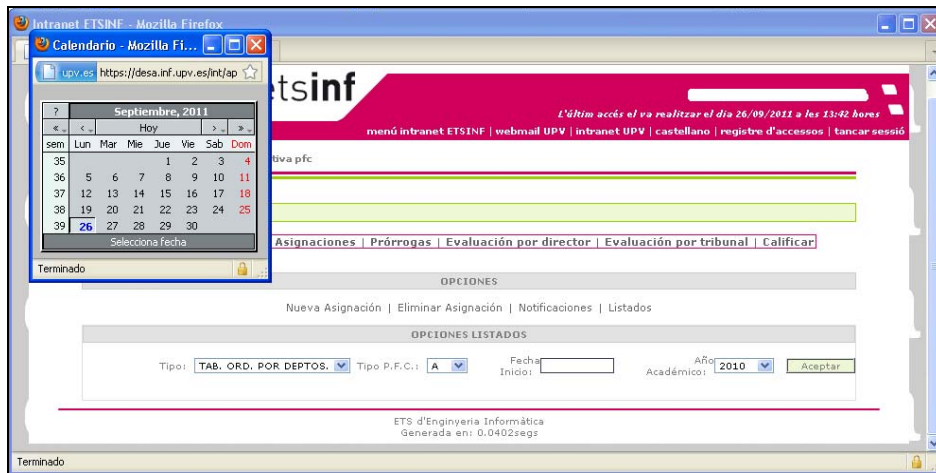 Intranet ETSINF - Mozilla Firefox
Calendario - Mozilla Fi...
upv.es https://desa.inf.upv.es/int/ap
? Septiembre, 2011
« ‹ Hoy › »
sem Lun Mar Mie Jue Vie Sab Dom
35 1 2 3 4
36 5 6 7 8 9 10 11
37 12 13 14 15 16 17 18
38 19 20 21 22 23 24 25
39 26 27 28 29 30
Selecciona fecha
Terminado
etsinf
L'últim accés el va realitzar el dia 26/09/2011 a les 13:42 hores
menú intranet ETSINF | webmail UPV | intranet UPV | castellano | registre d'accessos | tancar sessió
tiva pfc
Asignaciones | Prórrogas | Evaluación por director | Evaluación por tribunal | Calificar
OPCIONES
Nueva Asignación | Eliminar Asignación | Notificaciones | Listados
OPCIONES LISTADOS
Tipo: TAB. ORD. POR DEPTOS. Tipo P.F.C.: A Fecha Inicio: Año Académico: 2010 Aceptar
ETS d'Enginyeria Informàtica
Generada en: 0.0402segs
Terminado